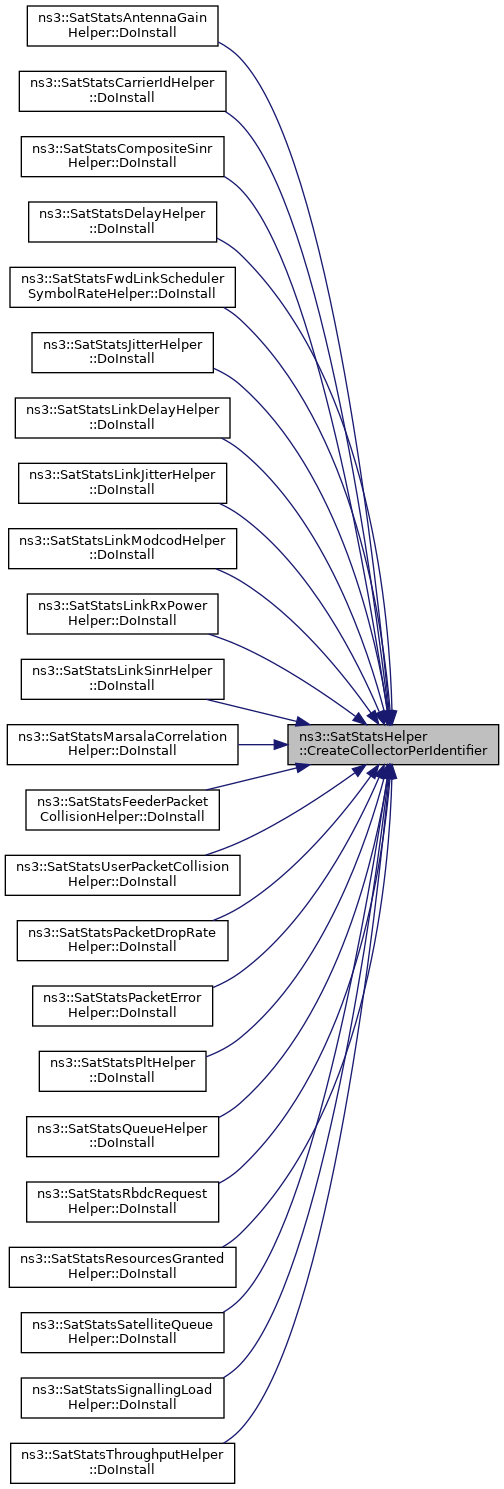 ns3::SatStatsAntennaGain
Helper::DoInstall
ns3::SatStatsCarrierIdHelper
::DoInstall
ns3::SatStatsCompositeSinr
Helper::DoInstall
ns3::SatStatsDelayHelper
::DoInstall
ns3::SatStatsFwdLinkScheduler
SymbolRateHelper::DoInstall
ns3::SatStatsJitterHelper
::DoInstall
ns3::SatStatsLinkDelayHelper
::DoInstall
ns3::SatStatsLinkJitterHelper
::DoInstall
ns3::SatStatsLinkModcodHelper
::DoInstall
ns3::SatStatsLinkRxPower
Helper::DoInstall
ns3::SatStatsLinkSinrHelper
::DoInstall
ns3::SatStatsHelper
::CreateCollectorPerIdentifier
ns3::SatStatsMarsalaCorrelation
Helper::DoInstall
ns3::SatStatsFeederPacket
CollisionHelper::DoInstall
ns3::SatStatsUserPacketCollision
Helper::DoInstall
ns3::SatStatsPacketDropRate
Helper::DoInstall
ns3::SatStatsPacketError
Helper::DoInstall
ns3::SatStatsPltHelper
::DoInstall
ns3::SatStatsQueueHelper
::DoInstall
ns3::SatStatsRbdcRequest
Helper::DoInstall
ns3::SatStatsResourcesGranted
Helper::DoInstall
ns3::SatStatsSatelliteQueue
Helper::DoInstall
ns3::SatStatsSignallingLoad
Helper::DoInstall
ns3::SatStatsThroughputHelper
::DoInstall